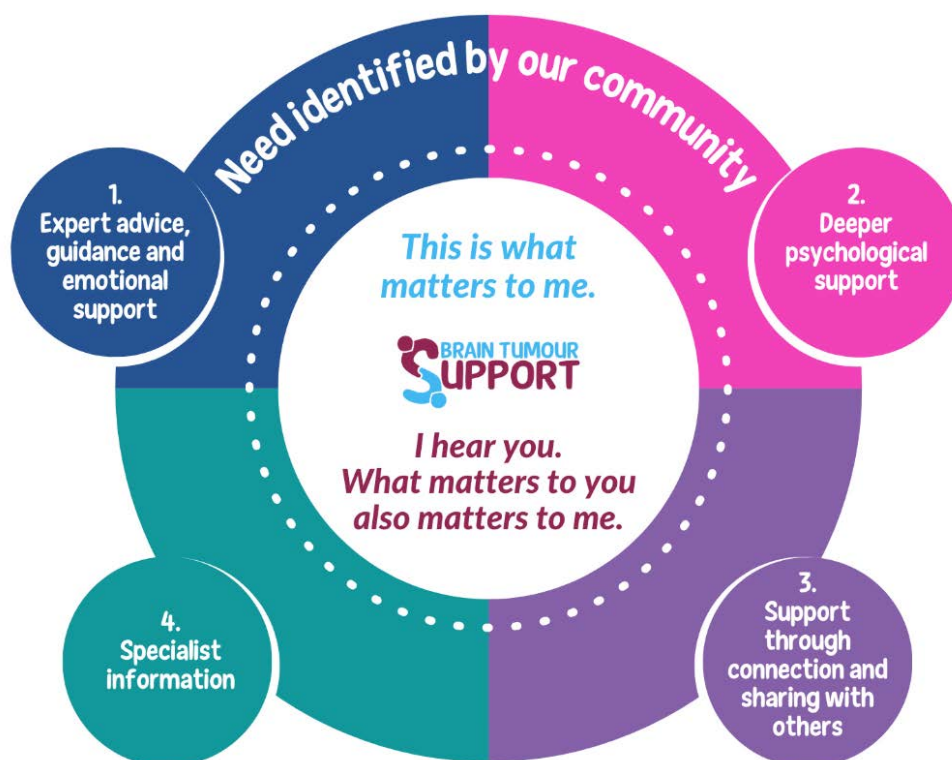 Need identified by our community
1.
Expert advice,
guidance and
emotional
support
2.
Deeper
psychological
support
This is what
matters to me.
BRAIN TUMOUR
SUPPORT
I hear you.
What matters to you
also matters to me.
4.
Specialist
information
3.
Support
through
connection and
sharing with
others